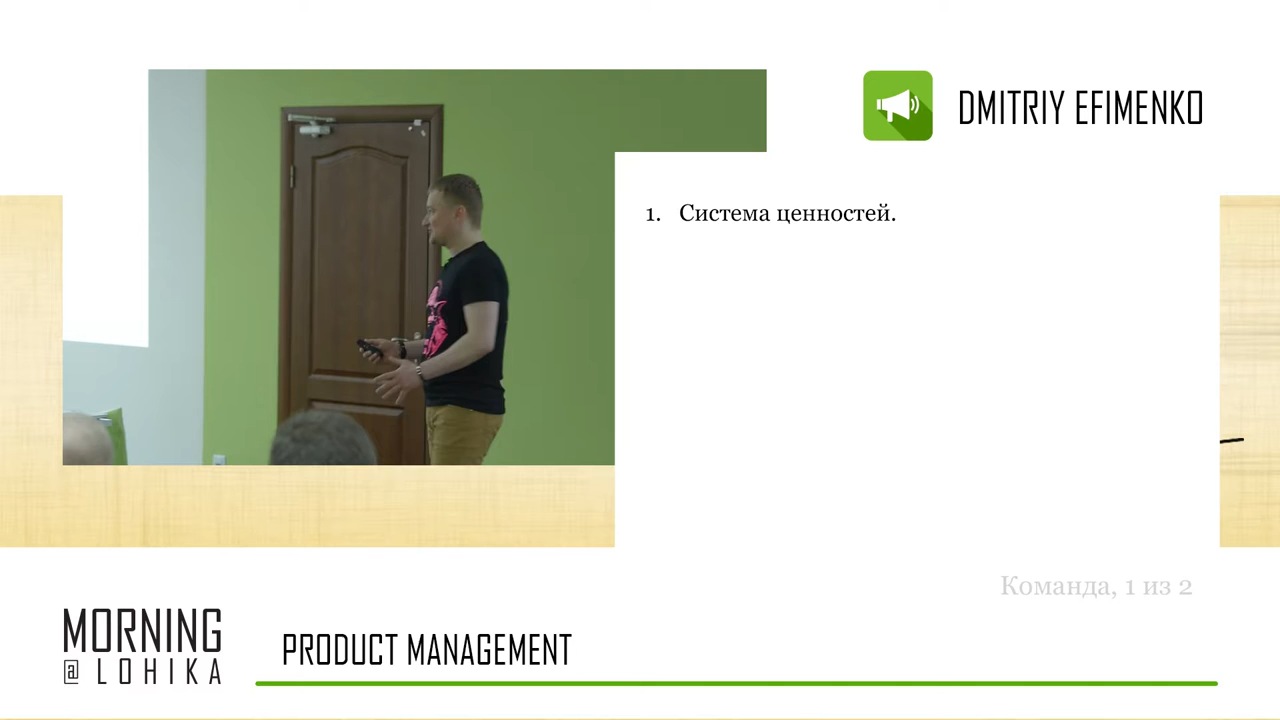 DMITRIY EFIMENKO
1. Система ценностей.
Команда, 1 из 2
MORNING
@ LOHIKA
PRODUCT MANAGEMENT